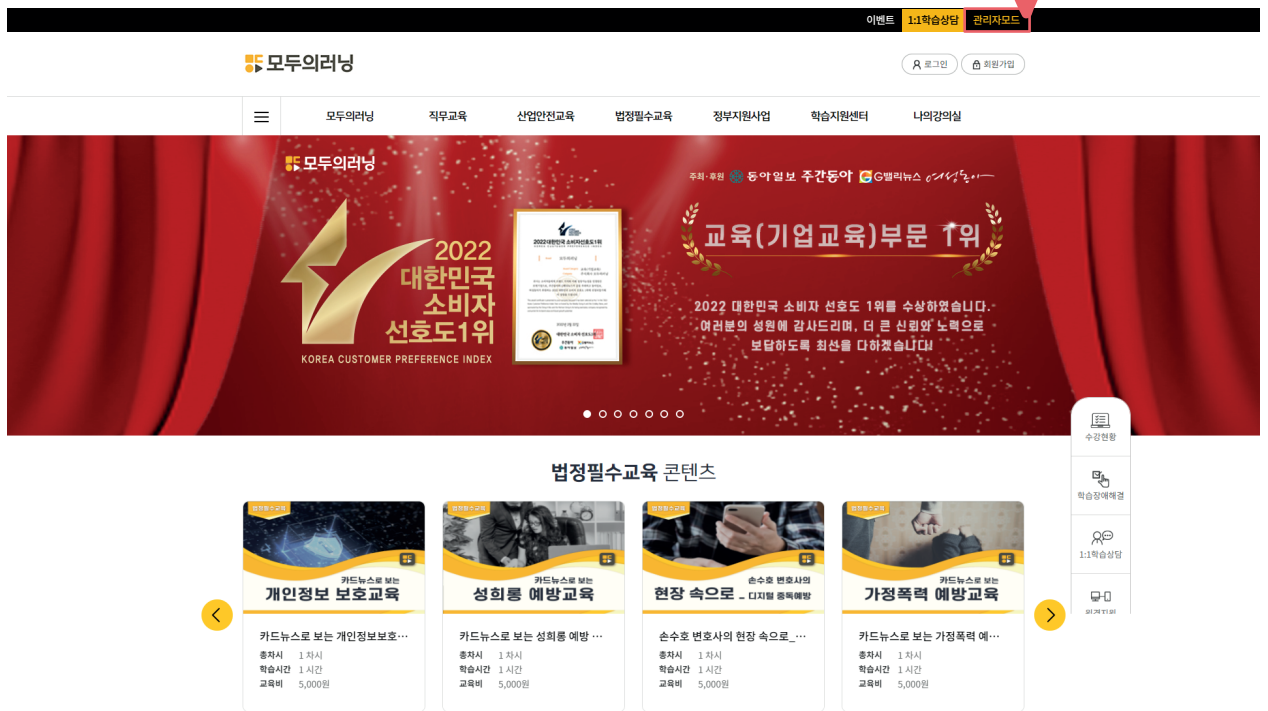 이벤트 1:1학습상담 관리자모드
모두의러닝
로그인 회원가입
모두의러닝 직무교육 산업안전교육 법정필수교육 정부지원사업 학습지원센터 나의강의실
모두의러닝
주최·후원 동아일보 주간동아 G밸리뉴스 여성동아
2022
대한민국
소비자
선호도1위
KOREA CUSTOMER PREFERENCE INDEX
2022대한민국 소비자선호도1위
교육(기업교육)부문 1위
2022 대한민국 소비자 선호도 1위를 수상하였습니다.
여러분의 성원에 감사드리며, 더 큰 신뢰와 노력으로
보답하도록 최선을 다하겠습니다!
수강현황
학습장애해결
1:1학습상담
원격지원
법정필수교육 콘텐츠
법정필수교육
카드뉴스로 보는
개인정보 보호교육
카드뉴스로 보는 개인정보보호···
총차시 1 차시
학습시간 1 시간
교육비 5,000원
법정필수교육
카드뉴스로 보는
성희롱 예방교육
카드뉴스로 보는 성희롱 예방 ···
총차시 1 차시
학습시간 1 시간
교육비 5,000원
법정필수교육
손수호 변호사의
현장 속으로 _ 디지털 중독예방
손수호 변호사의 현장 속으로_···
총차시 1 차시
학습시간 1 시간
교육비 5,000원
법정필수교육
카드뉴스로 보는
가정폭력 예방교육
카드뉴스로 보는 가정폭력 예···
총차시 1 차시
학습시간 1 시간
교육비 5,000원